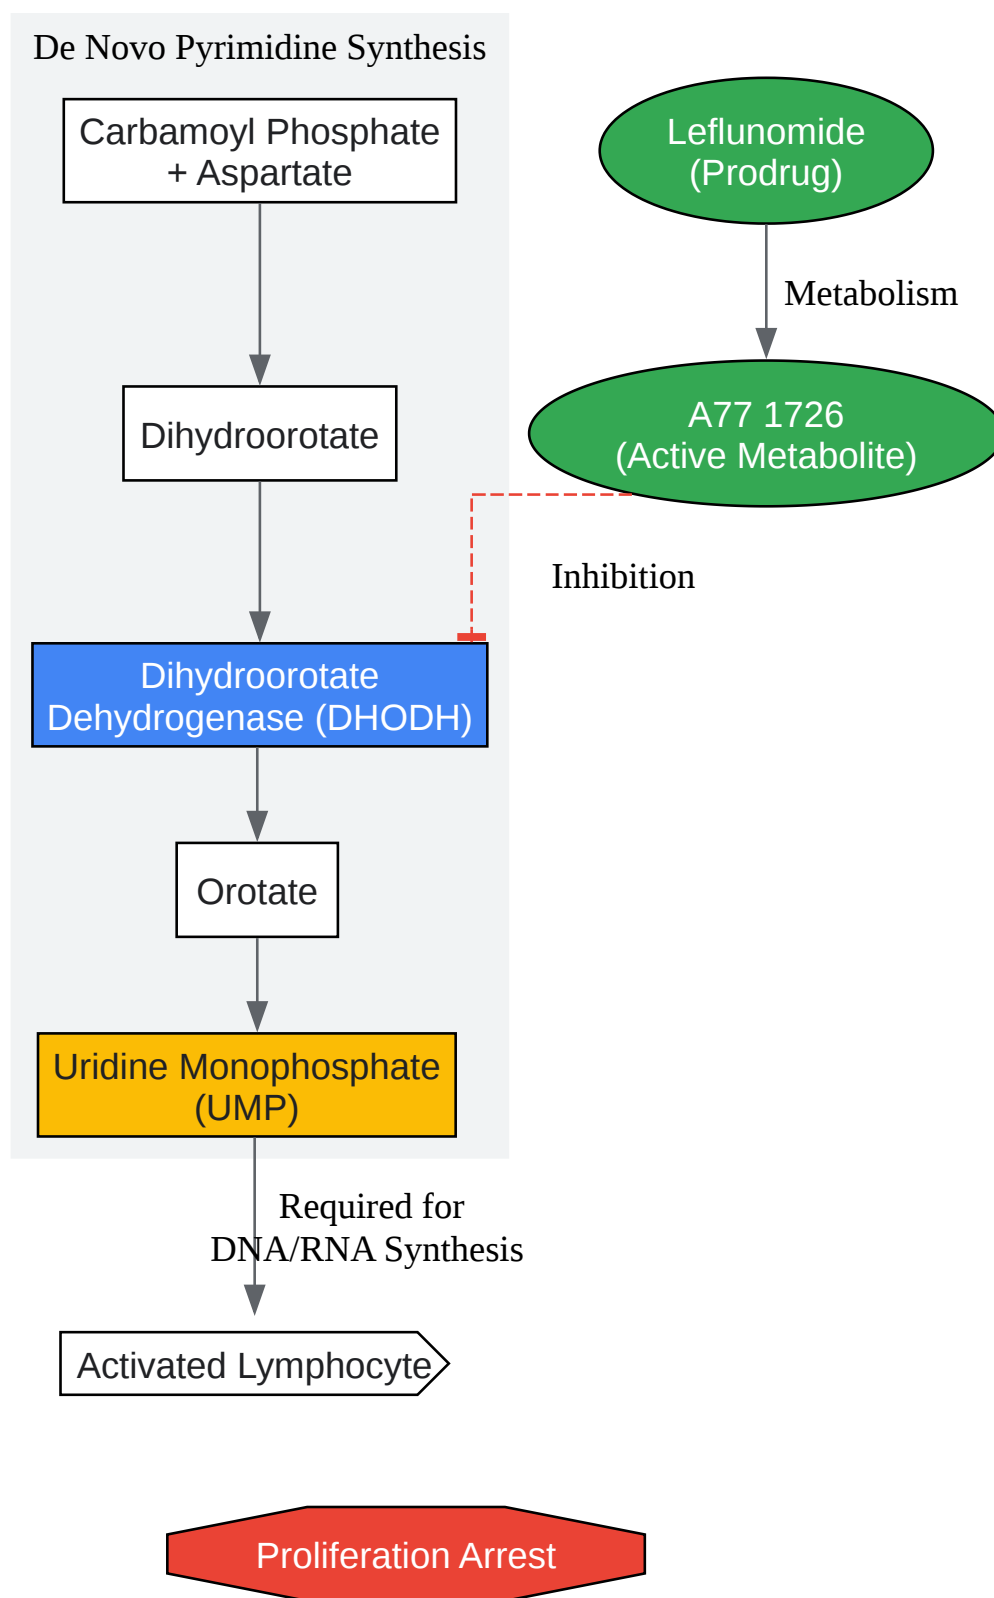 De Novo Pyrimidine Synthesis
Carbamoyl Phosphate
+ Aspartate
Leflunomide
(Prodrug)
Metabolism
Dihydroorotate
A77 1726
(Active Metabolite)
Inhibition
Dihydroorotate
Dehydrogenase (DHODH)
Orotate
Uridine Monophosphate
(UMP)
Required for
DNA/RNA Synthesis
Activated Lymphocyte
Proliferation Arrest